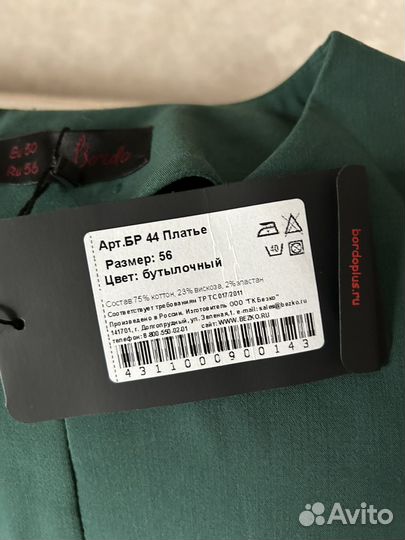 Eu 50
Ru 56
Bordo
Арт.БР 44 Платье
Размер: 56
Цвет: бутылочный
40
Состав:75% коттон, 23% вискоза, 2% эластан
Соответствует требованиям ТР ТС 017/2011
Произведено в России. Изготовитель ООО "ГК Безко"
141701, г. Долгопрудный, ул. Зеленая,1. e-mail: sales@bezko.ru
телефон: 8-800-550-02-01 сайт: WWW.BEZKO.RU
4311000900143
bordoplus.ru
Avito